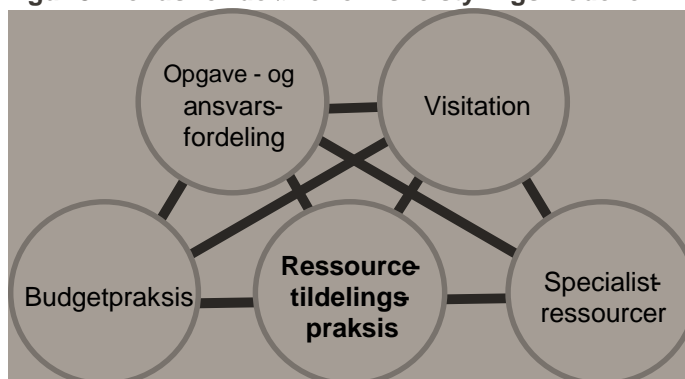 Opgave - og
ansvars-
fordeling
Visitation
Budgetpraksis
Ressource-
tildelings-
praksis
Specialist-
ressourcer